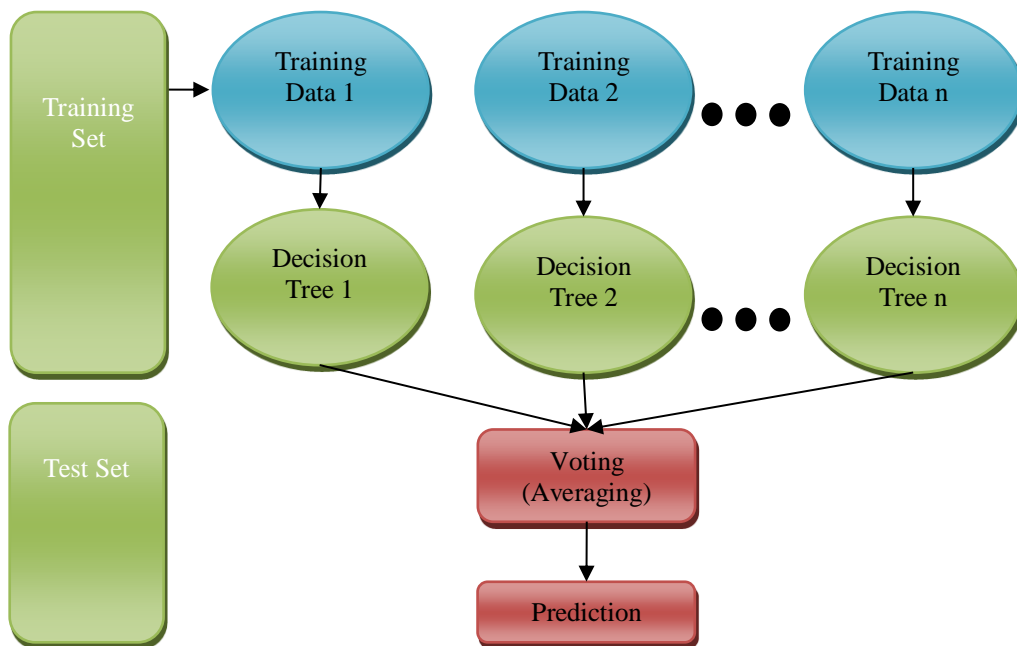 Training
Set
Training
Data 1
Training
Data 2
Training
Data n
Decision
Tree 1
Decision
Tree 2
Decision
Tree n
Test Set
Voting
(Averaging)
Prediction